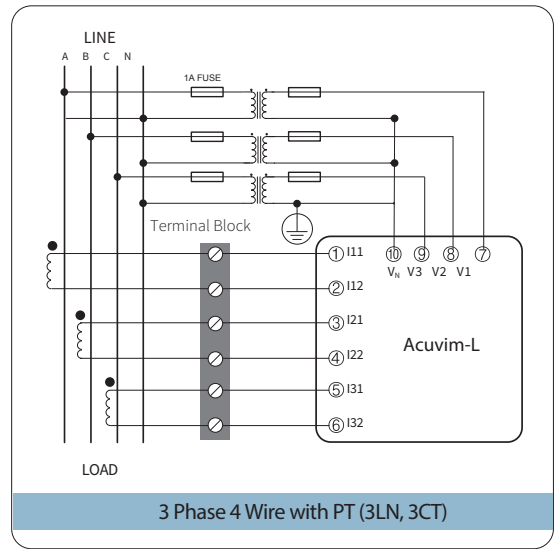 LINE
A B C N
1A FUSE
Terminal Block
① I11
② I12
③ I21
④ I22
⑤ I31
⑥ I32
⑩ ⑨ ⑧ ⑦
VN V3 V2 V1
Acuvim-L
LOAD
3 Phase 4 Wire with PT (3LN, 3CT)